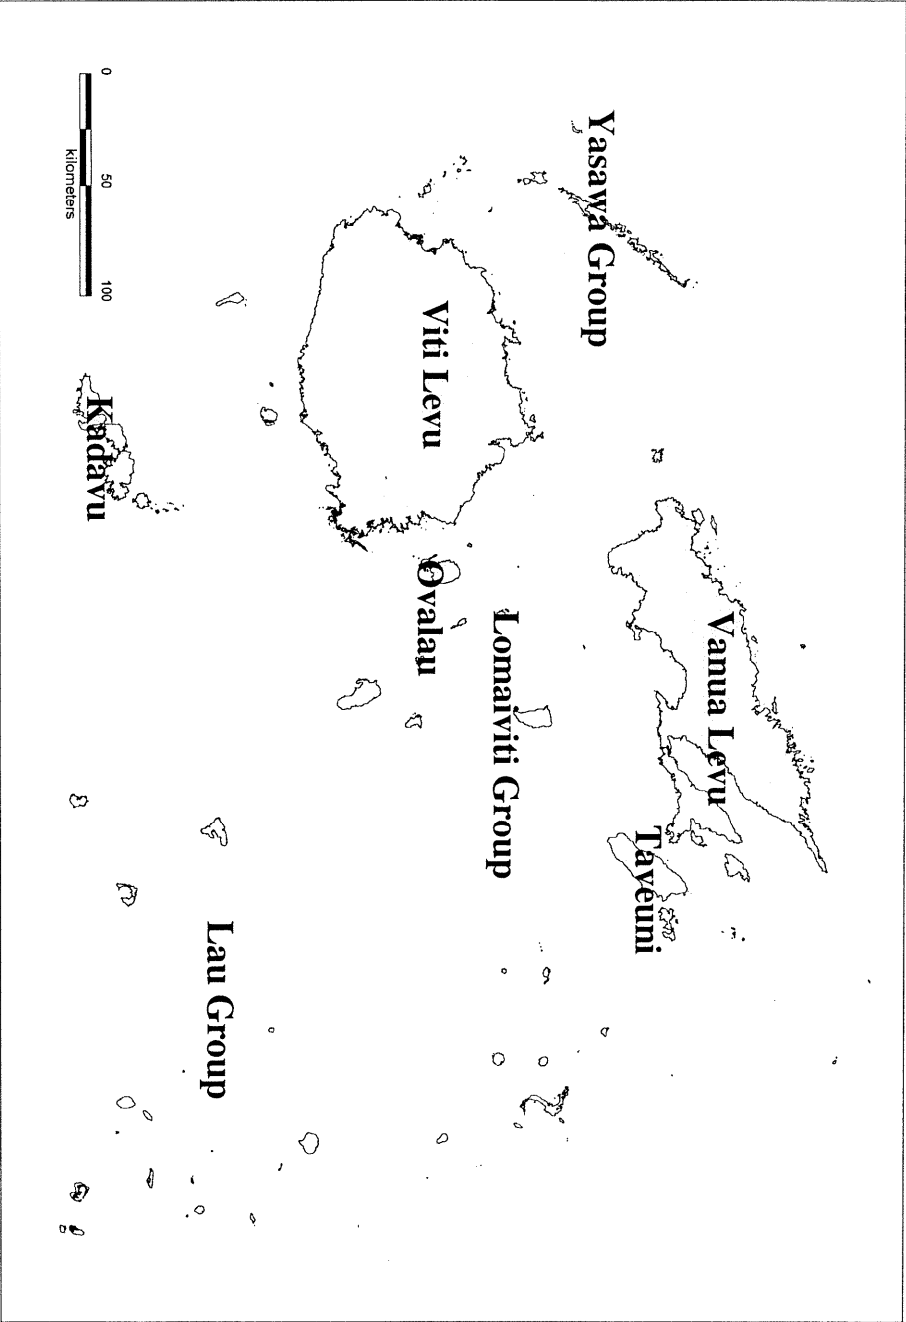 Yasawa Group
Vanua Levu
Taveuni
Viti Levu
Lomaiviti Group
Ovalau
Lau Group
Kadavu
0 50 100
kilometers